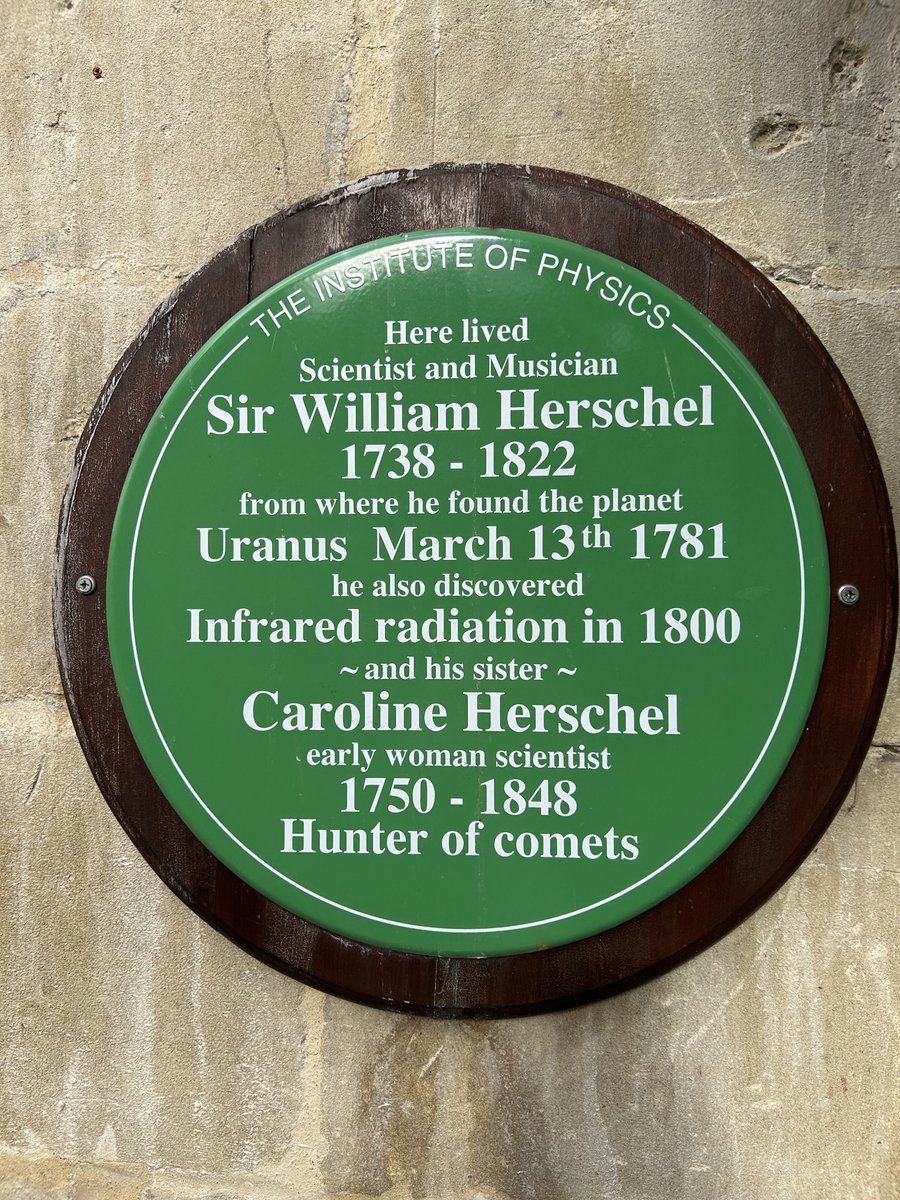 THE INSTITUTE OF PHYSICS
Here lived
Scientist and Musician
Sir William Herschel
1738 - 1822
from where he found the planet
Uranus March 13th 1781
he also discovered
Infrared radiation in 1800
~ and his sister ~
Caroline Herschel
early woman scientist
1750 - 1848
Hunter of comets